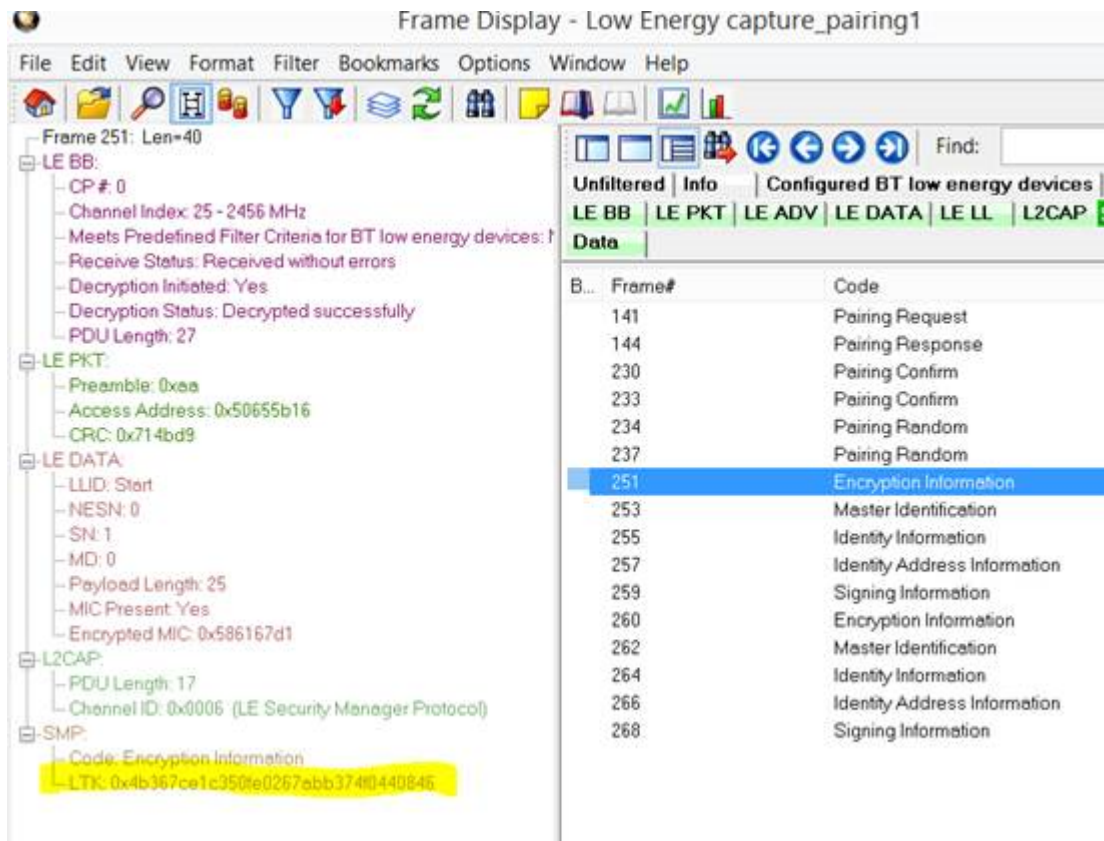 Frame Display - Low Energy capture_pairing1
File Edit View Format Filter Bookmarks Options Window Help
Frame 251: Len=40
LE BB:
CP #: 0
Channel Index: 25 - 2456 MHz
Meets Predefined Filter Criteria for BT low energy devices:
Receive Status: Received without errors
Decryption Initiated: Yes
Decryption Status: Decrypted successfully
PDU Length: 27
LE PKT:
Preamble: 0xaa
Access Address: 0x50655b16
CRC: 0x714bd9
LE DATA:
LLID: Start
NESN: 0
SN: 1
MD: 0
Payload Length: 25
MIC Present: Yes
Encrypted MIC: 0x586167d1
L2CAP:
PDU Length: 17
Channel ID: 0x0006 (LE Security Manager Protocol)
SMP:
Code: Encryption Information
LTK: 0x4b367ce1c350fe0267abb374f0440846
Find:
Unfiltered Info Configured BT low energy devices
LE BB LE PKT LE ADV LE DATA LE LL L2CAP
Data
B... Frame# Code
141 Pairing Request
144 Pairing Response
230 Pairing Confirm
233 Pairing Confirm
234 Pairing Random
237 Pairing Random
251 Encryption Information
253 Master Identification
255 Identity Information
257 Identity Address Information
259 Signing Information
260 Encryption Information
262 Master Identification
264 Identity Information
266 Identity Address Information
268 Signing Information